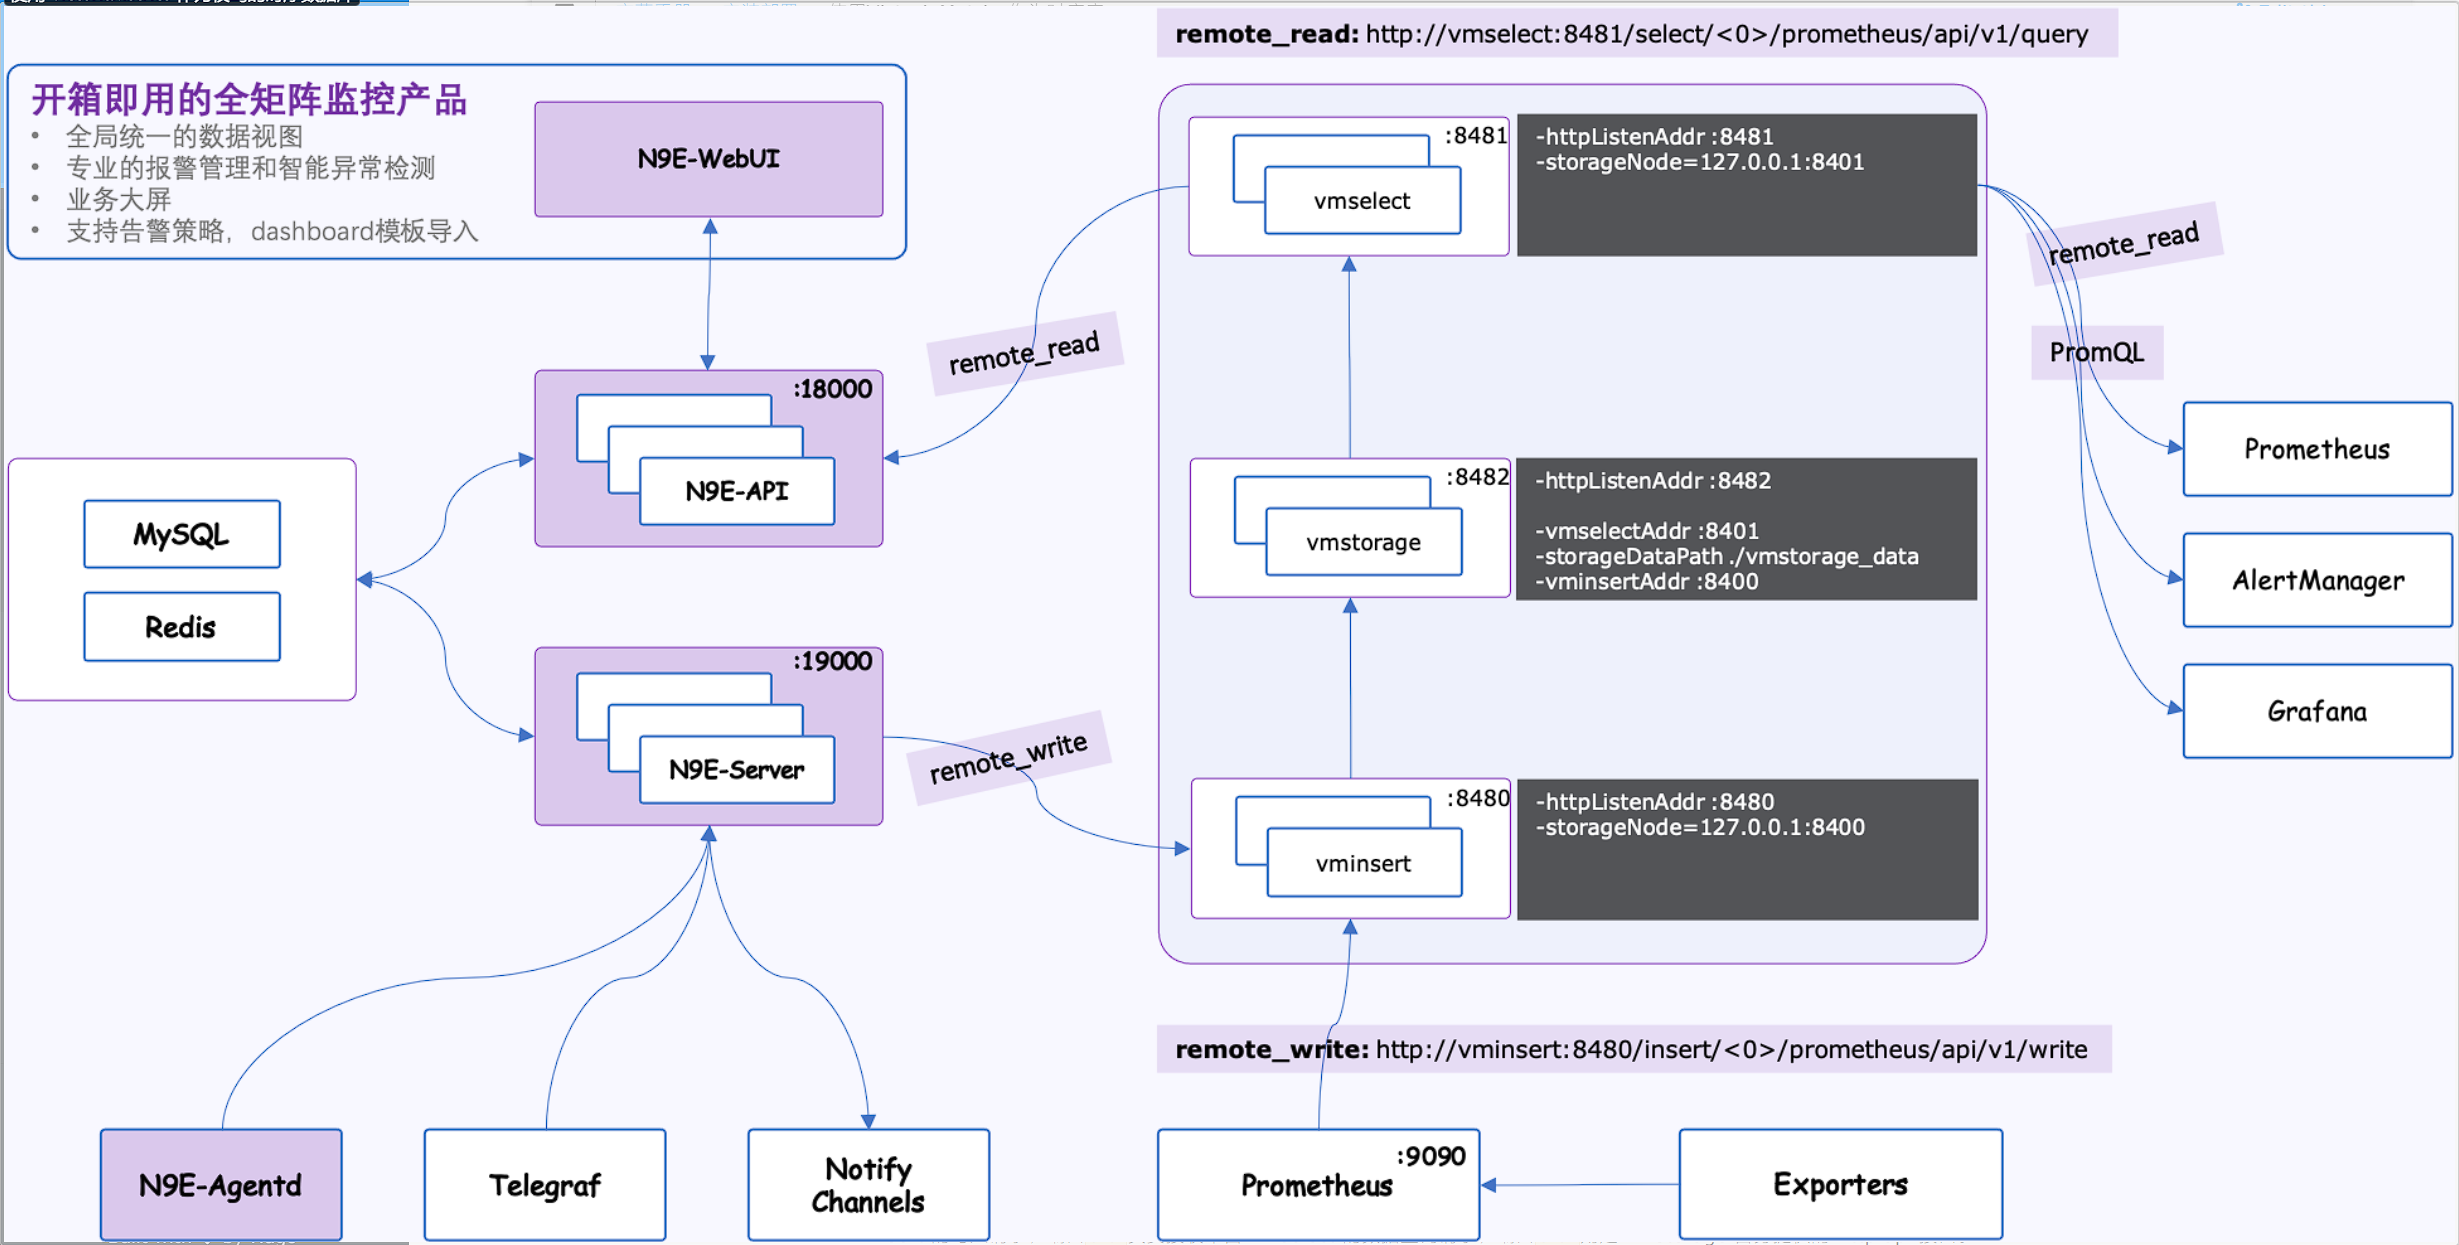 remote_read: http://vmselect:8481/select/<0>/prometheus/api/v1/query
开箱即用的全矩阵监控产品
• 全局统一的数据视图
• 专业的报警管理和智能异常检测
• 业务大屏
• 支持告警策略，dashboard模板导入
N9E-WebUI
:8481
vmselect
-httpListenAddr :8481
-storageNode=127.0.0.1:8401
remote_read
remote_read
PromQL
:18000
N9E-API
MySQL
Redis
:8482
vmstorage
-httpListenAddr :8482
-vmselectAddr :8401
-storageDataPath ./vmstorage_data
-vminsertAddr :8400
Prometheus
AlertManager
Grafana
:19000
N9E-Server
remote_write
:8480
vminsert
-httpListenAddr :8480
-storageNode=127.0.0.1:8400
remote_write: http://vminsert:8480/insert/<0>/prometheus/api/v1/write
N9E-Agentd
Telegraf
Notify
Channels
:9090
Prometheus
Exporters